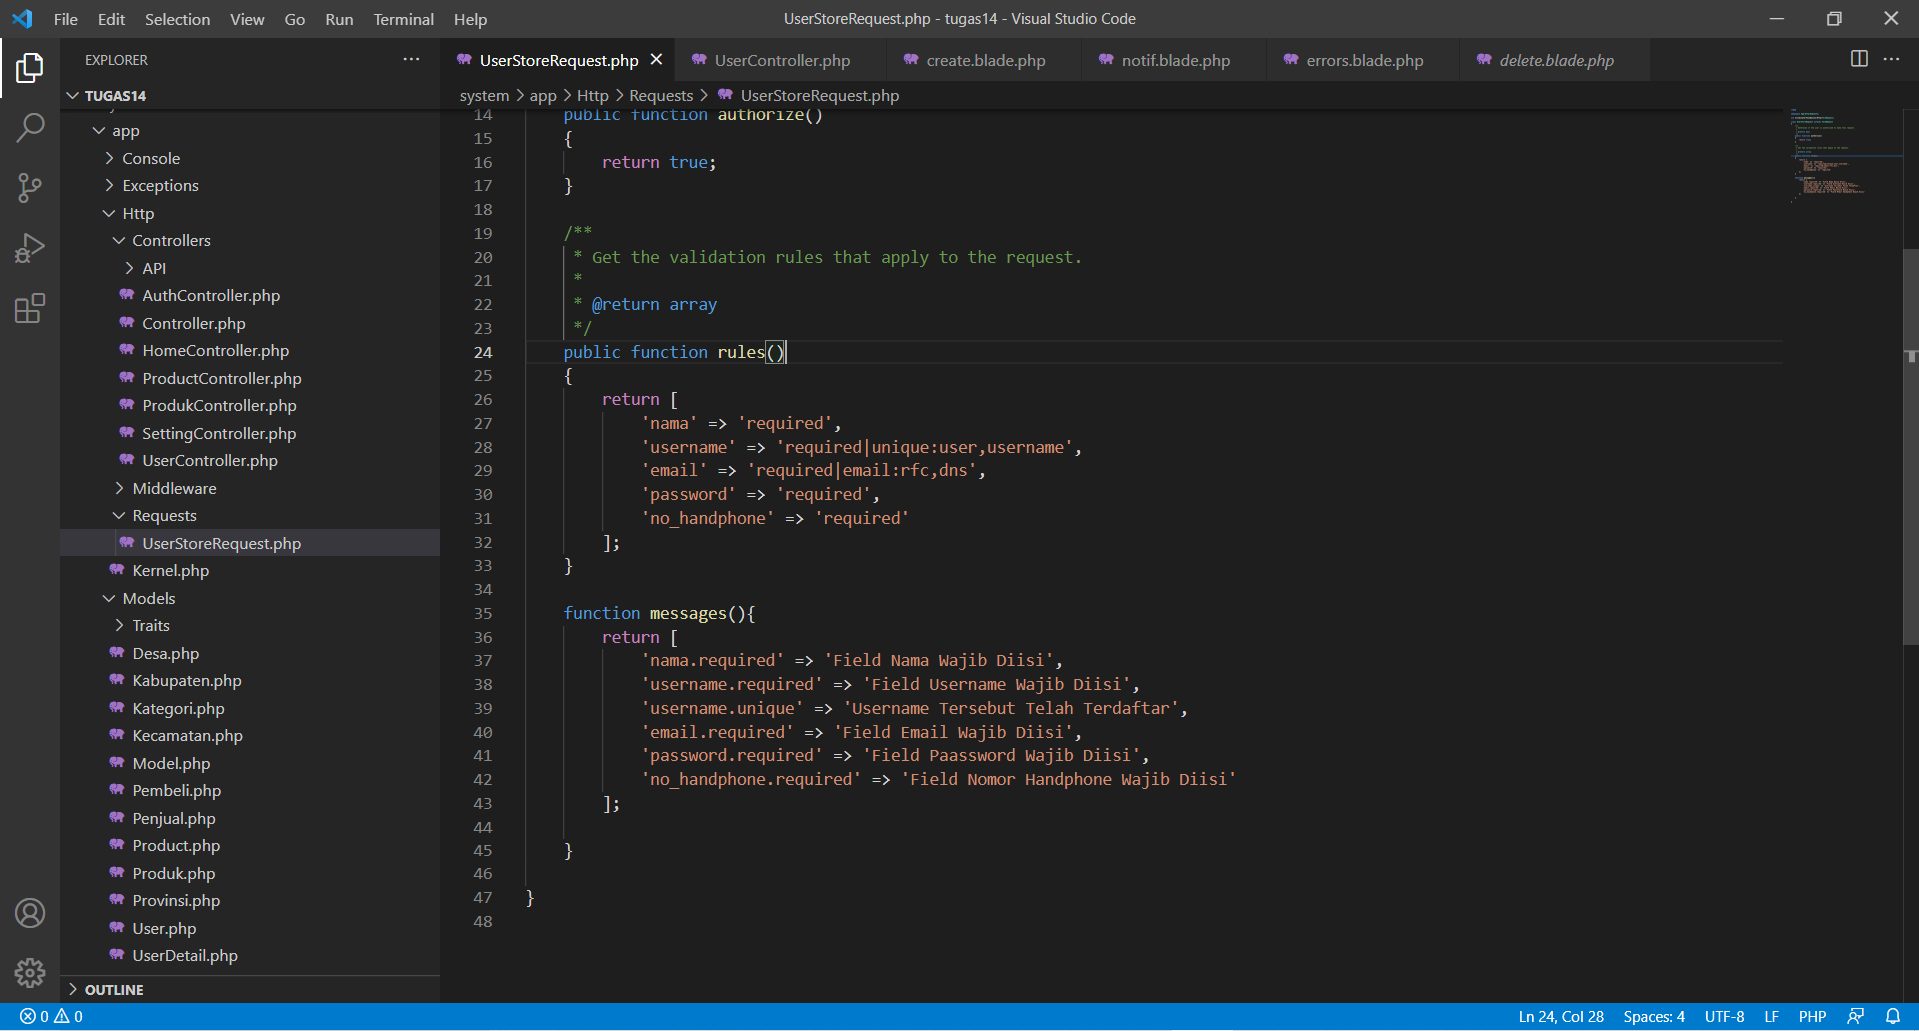 File Edit Selection View Go Run Terminal Help
UserStoreRequest.php - tugas14 - Visual Studio Code
EXPLORER
TUGAS14
app
Console
Exceptions
Http
Controllers
API
AuthController.php
Controller.php
HomeController.php
ProductController.php
ProdukController.php
SettingController.php
UserController.php
Middleware
Requests
UserStoreRequest.php
Kernel.php
Models
Traits
Desa.php
Kabupaten.php
Kategori.php
Kecamatan.php
Model.php
Pembeli.php
Penjual.php
Product.php
Produk.php
Provinsi.php
User.php
UserDetail.php
OUTLINE
UserStoreRequest.php UserController.php create.blade.php notif.blade.php errors.blade.php delete.blade.php
system > app > Http > Requests > UserStoreRequest.php
14 public function authorize()
15 {
16 return true;
17 }
18
19 /**
20 * Get the validation rules that apply to the request.
21 *
22 * @return array
23 */
24 public function rules()
25 {
26 return [
27 'nama' => 'required',
28 'username' => 'required|unique:user,username',
29 'email' => 'required|email:rfc,dns',
30 'password' => 'required',
31 'no_handphone' => 'required'
32 ];
33 }
34
35 function messages(){
36 return [
37 'nama.required' => 'Field Nama Wajib Diisi',
38 'username.required' => 'Field Username Wajib Diisi',
39 'username.unique' => 'Username Tersebut Telah Terdaftar',
40 'email.required' => 'Field Email Wajib Diisi',
41 'password.required' => 'Field Paassword Wajib Diisi',
42 'no_handphone.required' => 'Field Nomor Handphone Wajib Diisi'
43 ];
44
45 }
46
47 }
48
0 0
Ln 24, Col 28 Spaces: 4 UTF-8 LF PHP